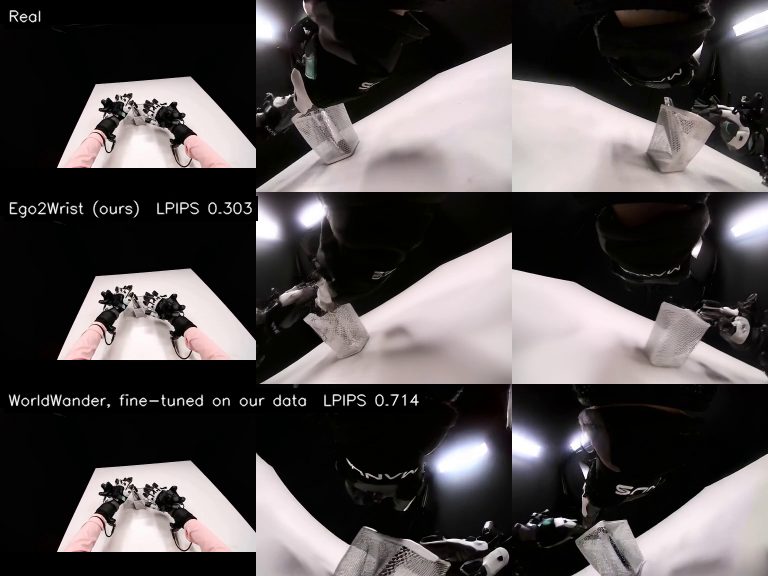 Real
Ego2Wrist (ours) LPIPS 0.303
WorldWander, fine-tuned on our data LPIPS 0.714